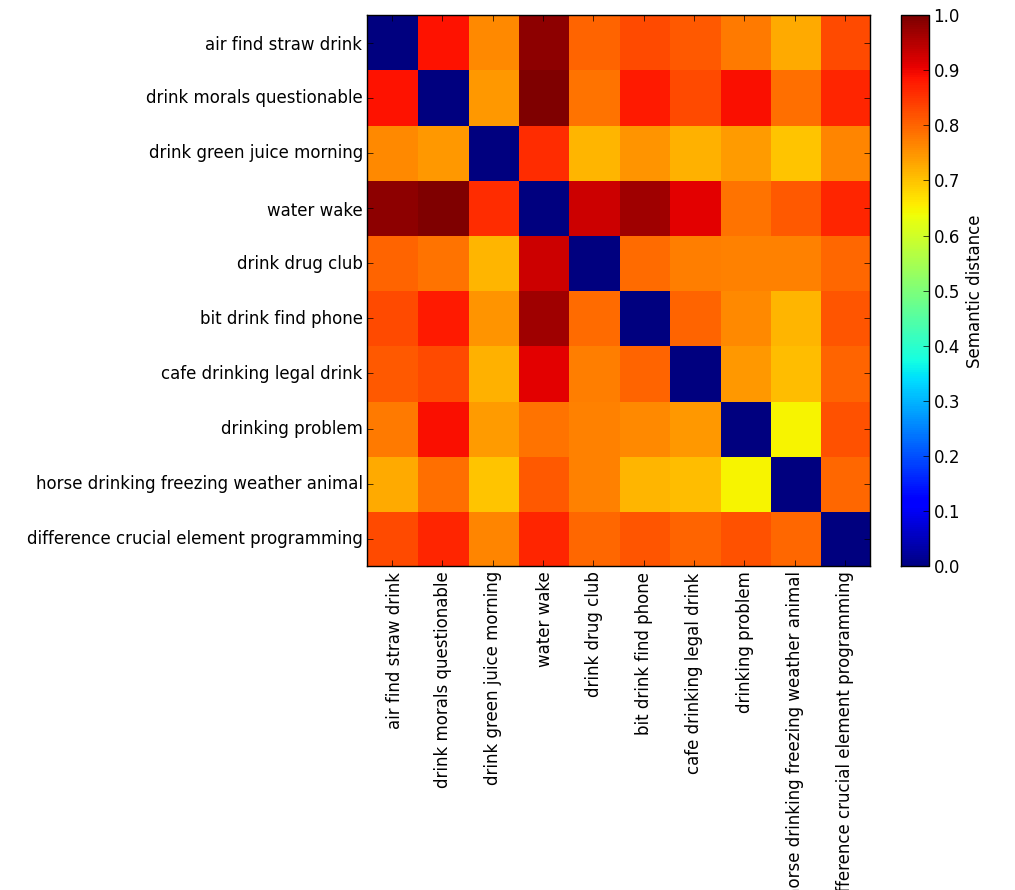 air find straw drink
drink morals questionable
drink green juice morning
water wake
drink drug club
bit drink find phone
cafe drinking legal drink
drinking problem
horse drinking freezing weather animal
difference crucial element programming
air find straw drink
drink morals questionable
drink green juice morning
water wake
drink drug club
bit drink find phone
cafe drinking legal drink
drinking problem
orse drinking freezing weather animal
fference crucial element programming
1.0
0.9
0.8
0.7
0.6
0.5
0.4
0.3
0.2
0.1
0.0
Semantic distance